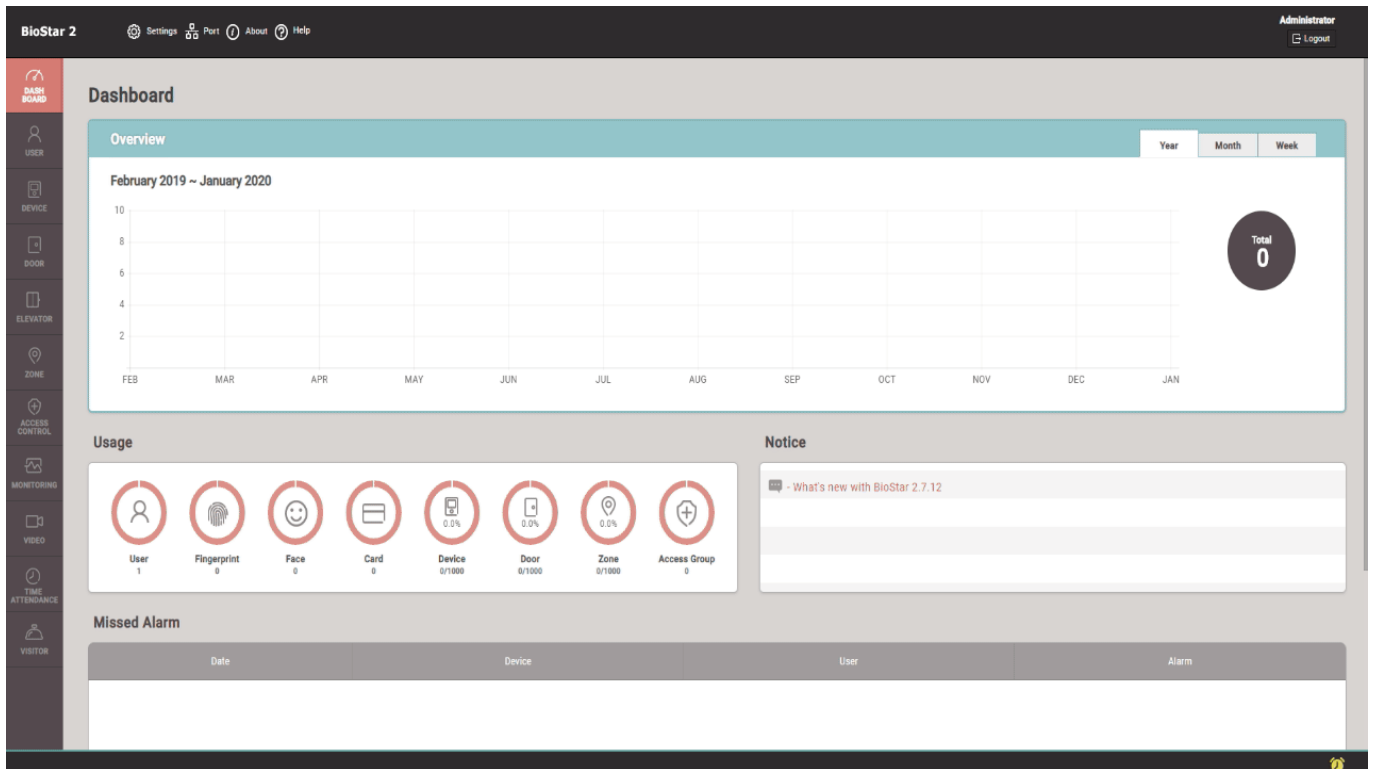 BioStar 2
Settings Port About Help
Administrator
Logout
DASH
BOARD
USER
DEVICE
DOOR
ELEVATOR
ZONE
ACCESS
CONTROL
MONITORING
VIDEO
TIME
ATTENDANCE
VISITOR
Dashboard
Overview
Year Month Week
February 2019 ~ January 2020
10
8
6
4
2
FEB MAR APR MAY JUN JUL AUG SEP OCT NOV DEC JAN
Total
0
Usage
0.0% 0.0% 0.0%
User Fingerprint Face Card Device Door Zone Access Group
1 0 0 0 0/1000 0/1000 0/1000 0
Notice
- What's new with BioStar 2.7.12
Missed Alarm
Date Device User Alarm